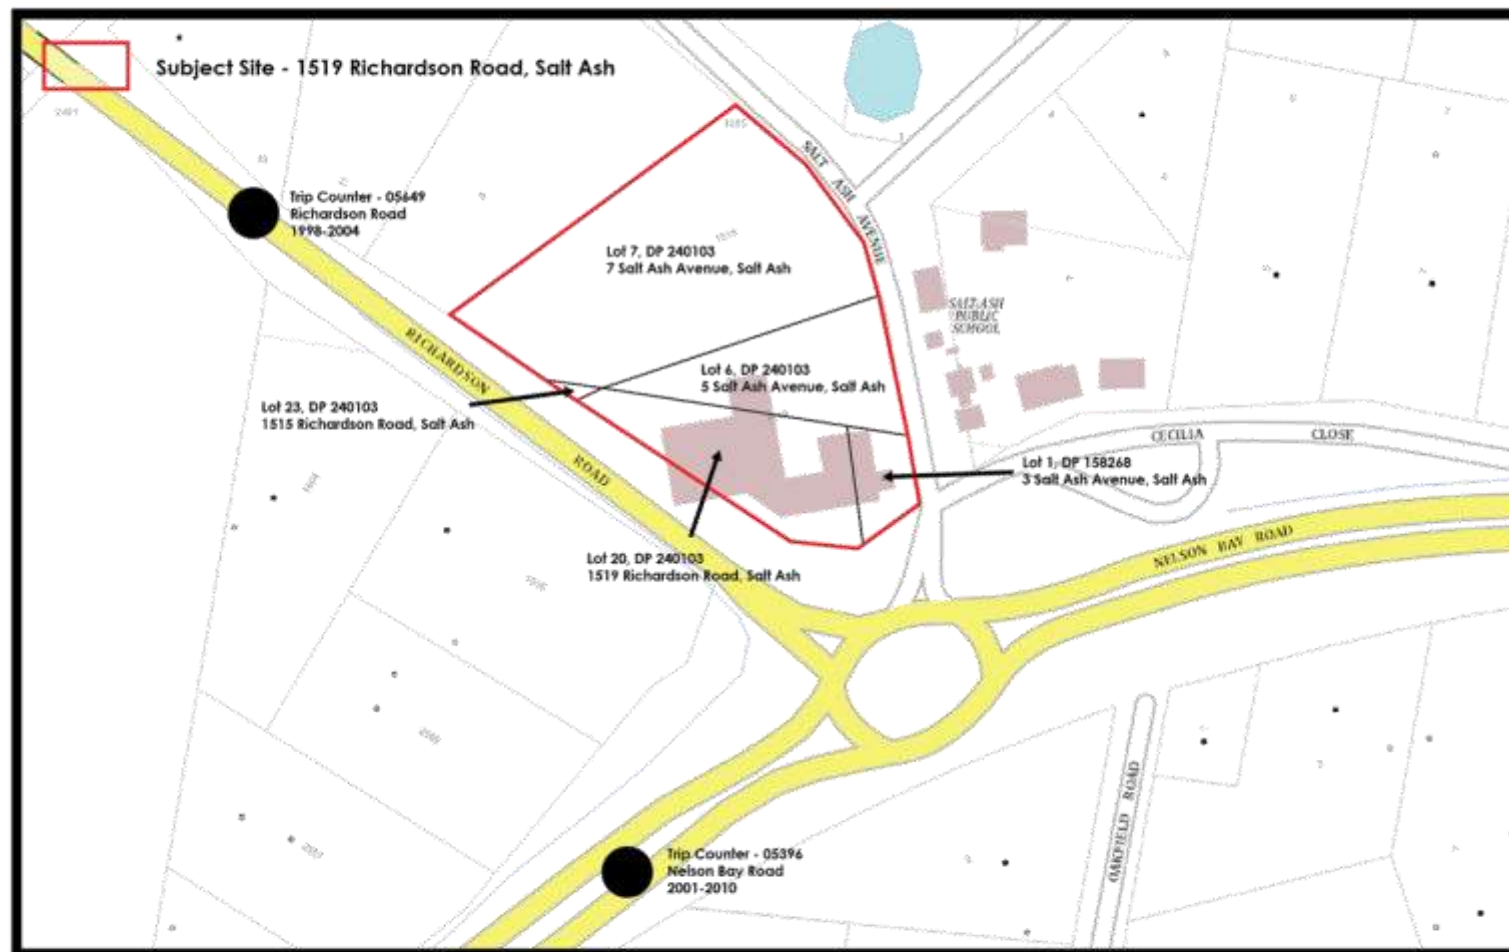 Subject Site - 1519 Richardson Road, Salt Ash
Trip Counter - 05649
Richardson Road
1998-2004
SALT ASH AVENUE
Lot 7, DP 240103
7 Salt Ash Avenue, Salt Ash
SALT ASH
PUBLIC
SCHOOL
RICHARDSON ROAD
Lot 6, DP 240103
5 Salt Ash Avenue, Salt Ash
Lot 23, DP 240103
1515 Richardson Road, Salt Ash
CECILIA CLOSE
Lot 1, DP 158268
3 Salt Ash Avenue, Salt Ash
NELSON BAY ROAD
Lot 20, DP 240103
1519 Richardson Road, Salt Ash
OAKFIELD ROAD
Trip Counter - 05396
Nelson Bay Road
2001-2010